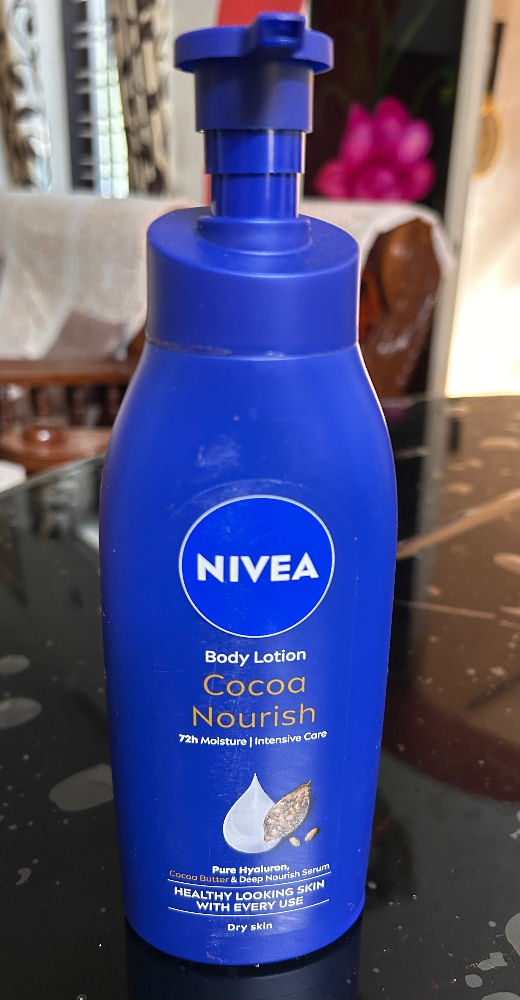 NIVEA
Body Lotion
Cocoa
Nourish
72h Moisture | Intensive Care
Pure Hyaluron,
Cocoa Butter & Deep Nourish Serum
HEALTHY LOOKING SKIN
WITH EVERY USE
Dry skin